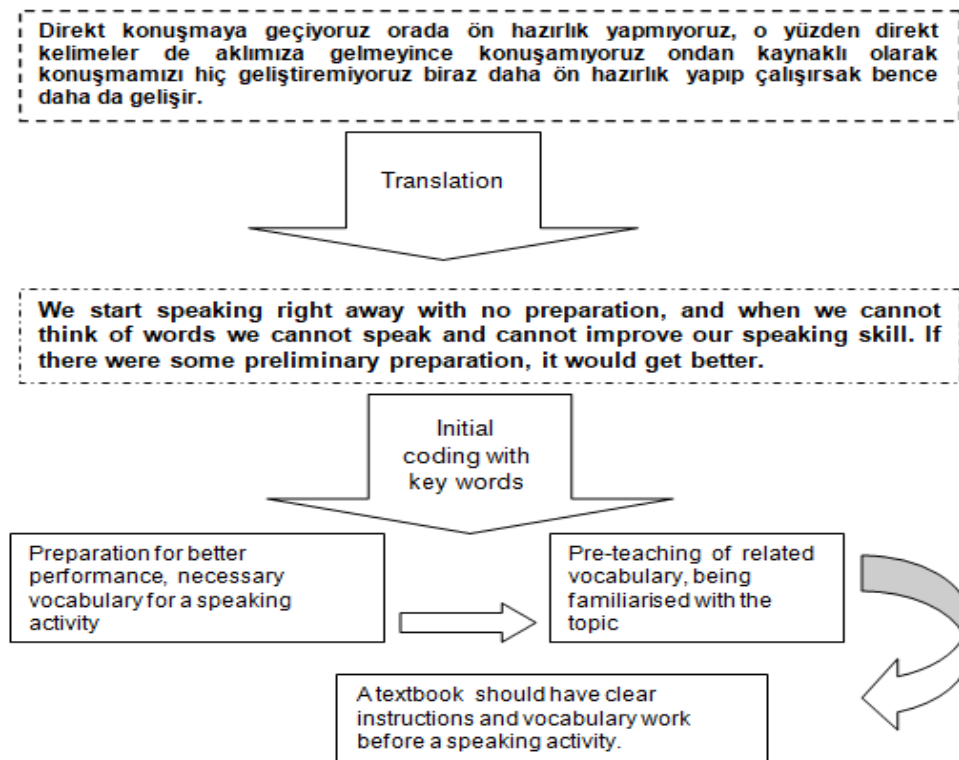 Direkt konuşmaya geçiyoruz orada ön hazırlık yapmıyoruz, o yüzden direkt
kelimeler de aklımıza gelmeyince konuşamıyoruz ondan kaynaklı olarak
konuşmamızı hiç geliştiremiyoruz biraz daha ön hazırlık yapıp çalışırsak bence
daha da gelişir.
Translation
We start speaking right away with no preparation, and when we cannot
think of words we cannot speak and cannot improve our speaking skill. If
there were some preliminary preparation, it would get better.
Initial
coding with
key words
Preparation for better
performance, necessary
vocabulary for a speaking
activity
Pre-teaching of related
vocabulary, being
familiarised with the
topic
A textbook should have clear
instructions and vocabulary work
before a speaking activity.